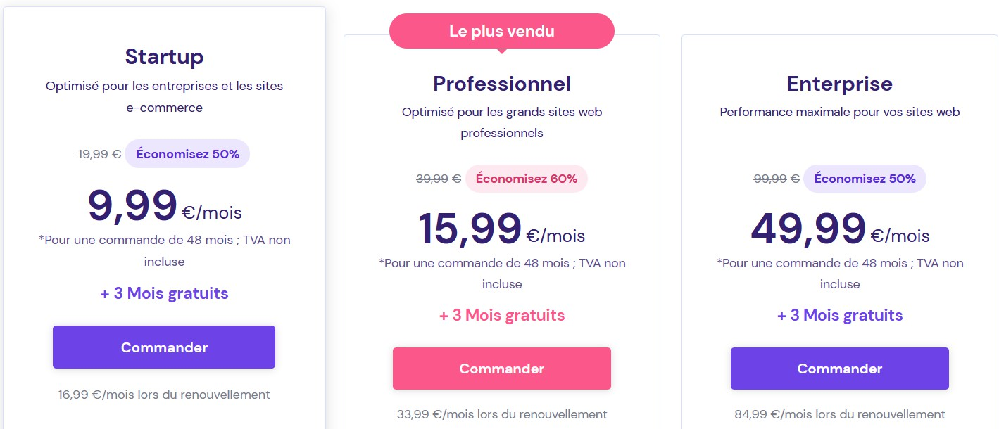 Startup
Optimisé pour les entreprises et les sites
e-commerce
19,99 € Économisez 50%
9,99 €/mois
*Pour une commande de 48 mois ; TVA non
incluse
+ 3 Mois gratuits
Commander
16,99 €/mois lors du renouvellement
Le plus vendu
Professionnel
Optimisé pour les grands sites web
professionnels
39,99 € Économisez 60%
15,99 €/mois
*Pour une commande de 48 mois ; TVA non
incluse
+ 3 Mois gratuits
Commander
33,99 €/mois lors du renouvellement
Enterprise
Performance maximale pour vos sites web
99,99 € Économisez 50%
49,99 €/mois
*Pour une commande de 48 mois ; TVA non
incluse
+ 3 Mois gratuits
Commander
84,99 €/mois lors du renouvellement